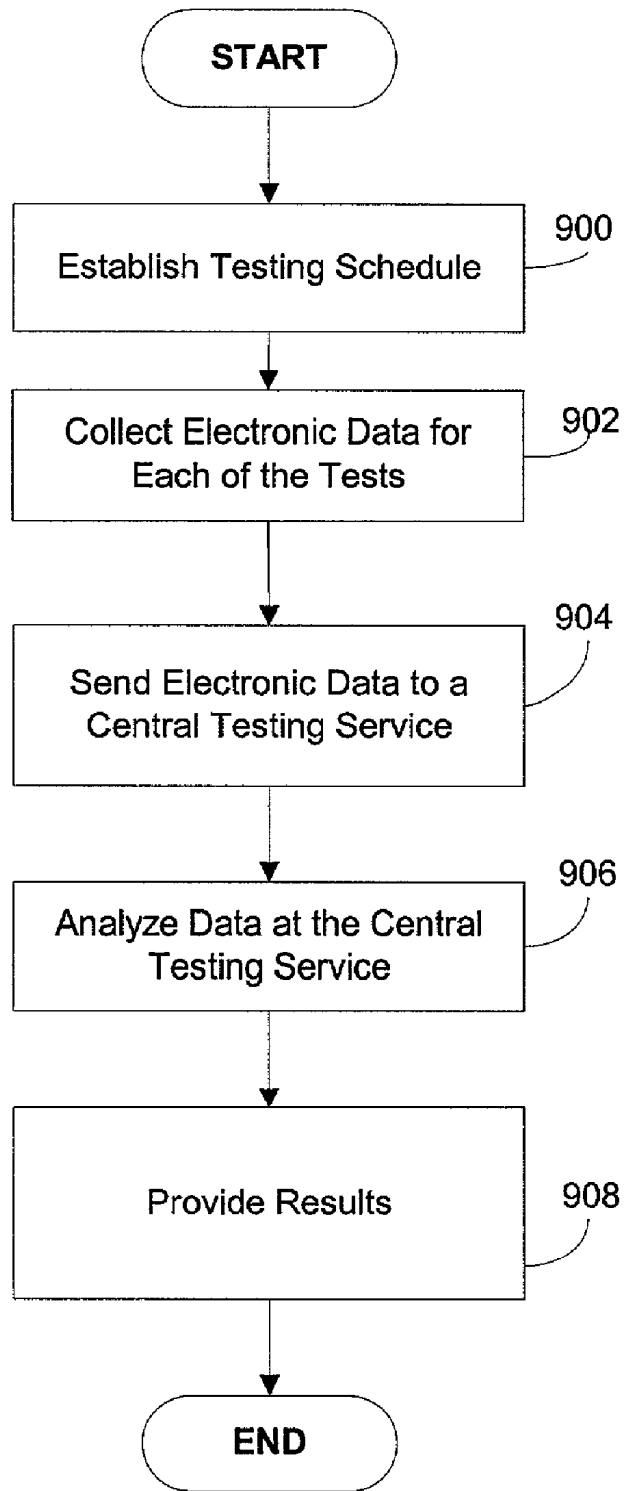 START
Establish Testing Schedule
900
Collect Electronic Data for
Each of the Tests
902
Send Electronic Data to a
Central Testing Service
904
Analyze Data at the Central
Testing Service
906
Provide Results
908
END